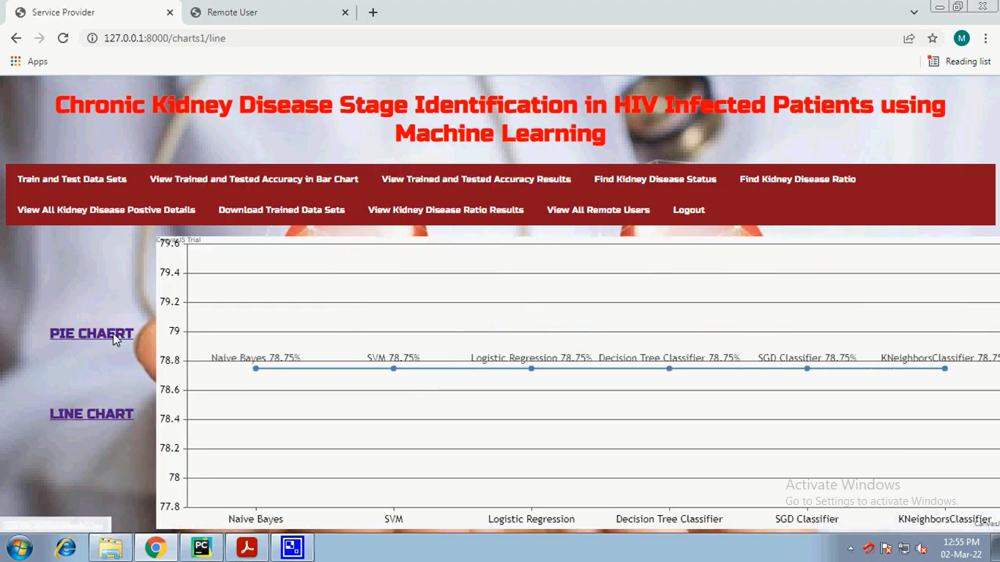 Service Provider
Remote User
127.0.0.1:8000/charts1/line
M
Apps
Reading list
Chronic Kidney Disease Stage Identification in HIV Infected Patients using
Machine Learning
Train and Test Data Sets View Trained and Tested Accuracy in Bar Chart View Trained and Tested Accuracy Results Find Kidney Disease Status Find Kidney Disease Ratio
View All Kidney Disease Postive Details Download Trained Data Sets View Kidney Disease Ratio Results View All Remote Users Logout
CanvasJS Trial
79.6
79.4
79.2
79
78.8
78.6
78.4
78.2
78
77.8
PIE CHAERT
LINE CHART
Naive Bayes 78.75% SVM 78.75% Logistic Regression 78.75% Decision Tree Classifier 78.75% SGD Classifier 78.75% KNeighborsClassifier 78.7
Naive Bayes SVM Logistic Regression Decision Tree Classifier SGD Classifier KNeighborsClassifier
Activate Windows
Go to Settings to activate Windows.
PC
12:55 PM
02-Mar-22